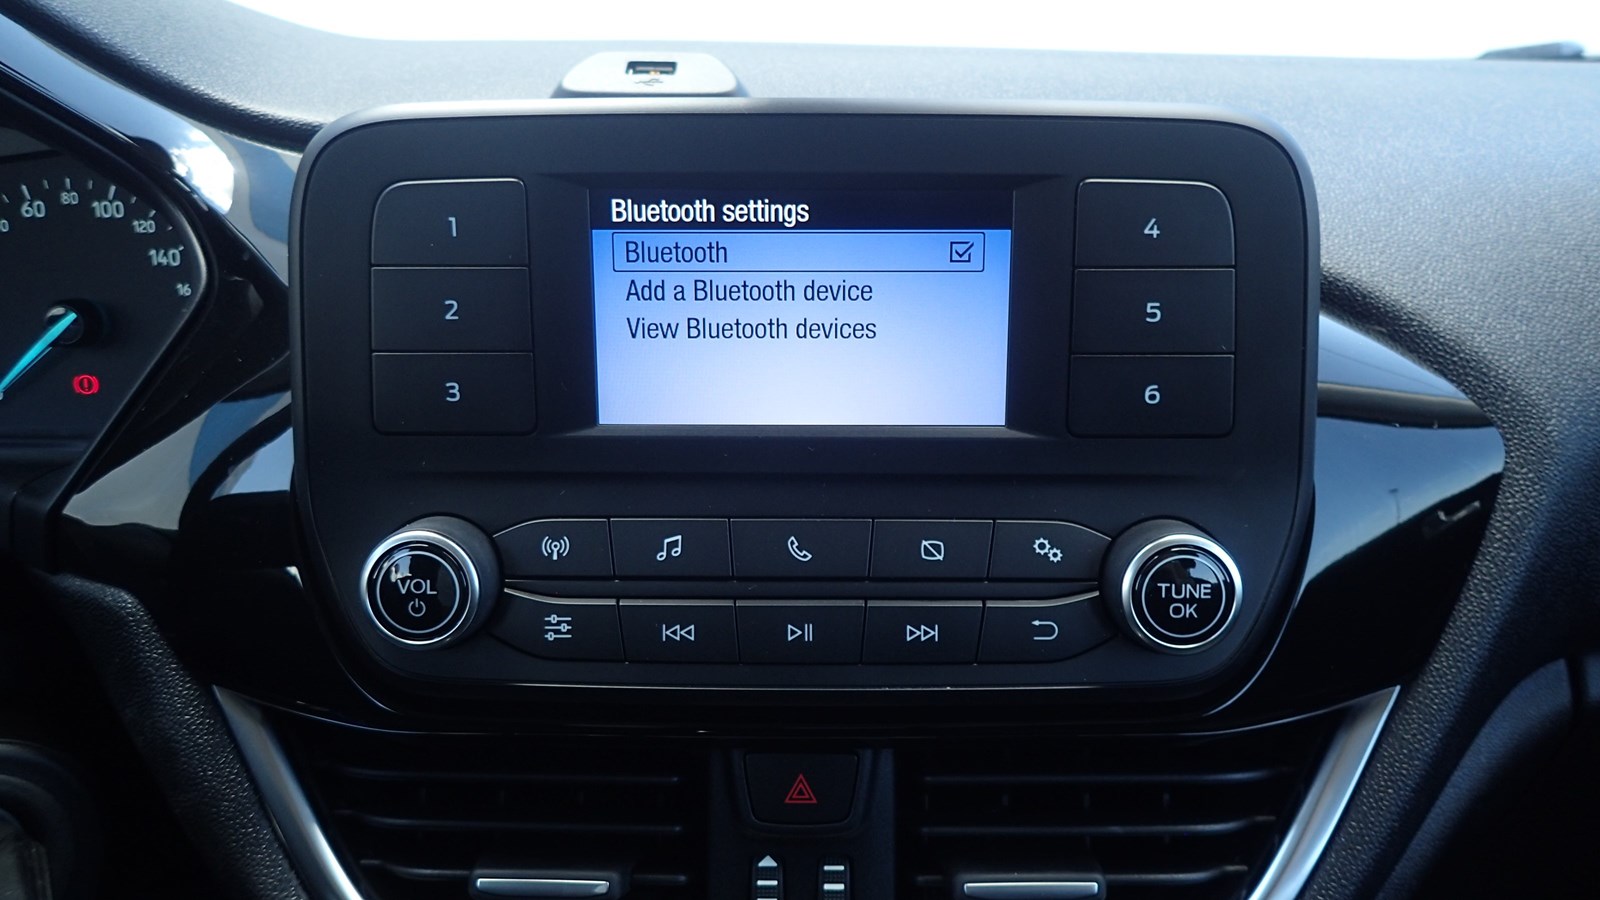 60 80 100 120 140 16
Bluetooth settings
Bluetooth
Add a Bluetooth device
View Bluetooth devices
1
2
3
4
5
6
VOL
TUNE
OK